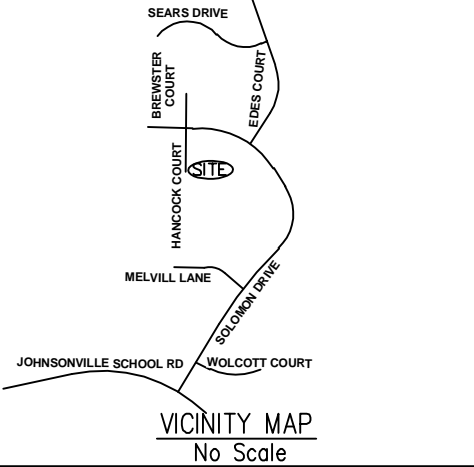 SEARS DRIVE
BREWSTER
COURT
EDES COURT
HANCOCK COURT
SITE
MELVILL LANE
SOLOMON DRIVE
JOHNSONVILLE SCHOOL RD
WOLCOTT COURT
VICINITY MAP
No Scale